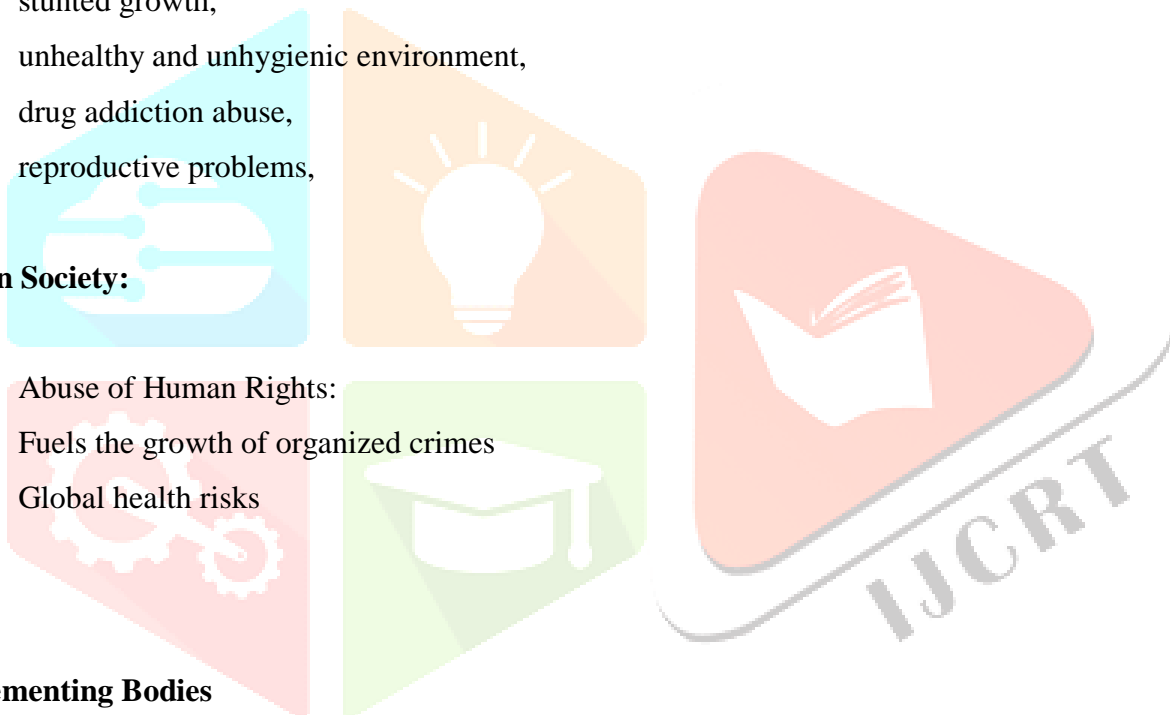 stunted growth,
unhealthy and unhygienic environment,
drug addiction abuse,
reproductive problems,
n Society:
Abuse of Human Rights:
Fuels the growth of organized crimes
Global health risks
IJCRT
ementing Bodies